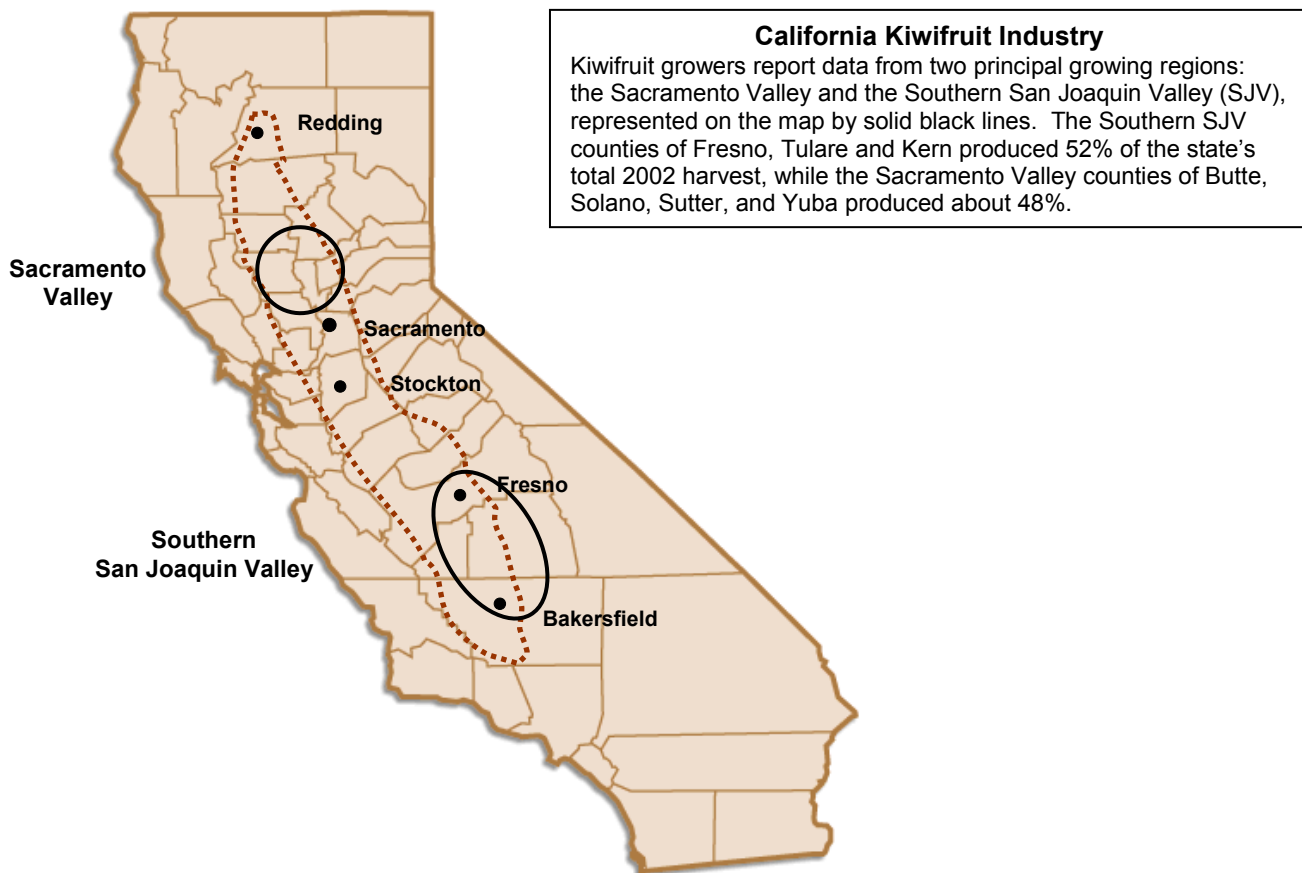 California Kiwifruit Industry
Kiwifruit growers report data from two principal growing regions:
the Sacramento Valley and the Southern San Joaquin Valley (SJV),
represented on the map by solid black lines.  The Southern SJV
counties of Fresno, Tulare and Kern produced 52% of the state's
total 2002 harvest, while the Sacramento Valley counties of Butte,
Solano, Sutter, and Yuba produced about 48%.
Redding
Sacramento
Valley
Sacramento
Stockton
Fresno
Southern
San Joaquin Valley
Bakersfield